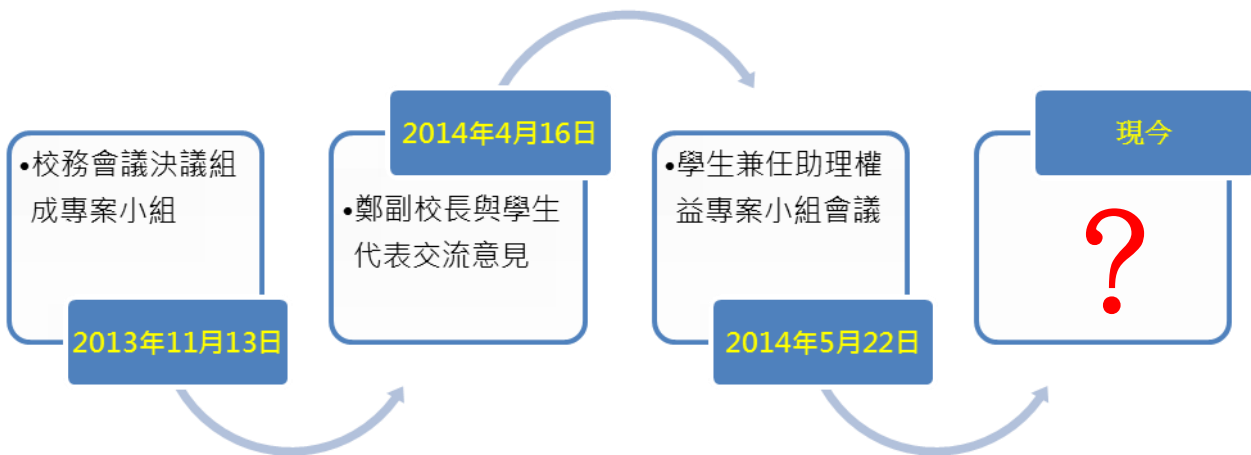 •校務會議決議組
成專案小組
2013年11月13日
2014年4月16日
•鄭副校長與學生
代表交流意見
•學生兼任助理權
益專案小組會議
2014年5月22日
現今
?